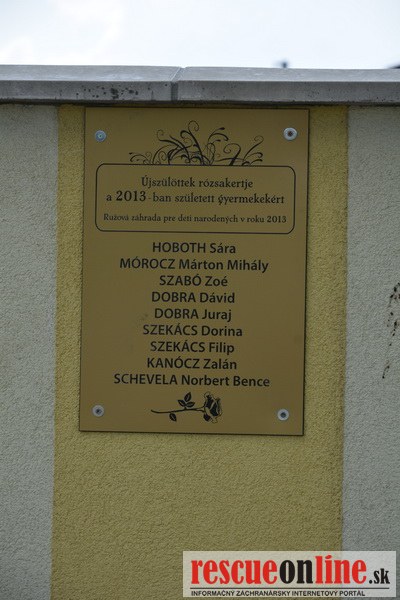 Újszülöttek rózsakertje
a 2013-ban született gyermekekért
Ružová záhrada pre deti narodených v roku 2013
HOBOTH Sára
MÓROCZ Márton Mihály
SZABÓ Zoé
DOBRA Dávid
DOBRA Juraj
SZEKÁCS Dorina
SZEKÁCS Filip
KANÓCZ Zalán
SCHEVELA Norbert Bence
rescueonline.sk
INFORMAČNÝ ZÁCHRANÁRSKY INTERNETOVÝ PORTÁL